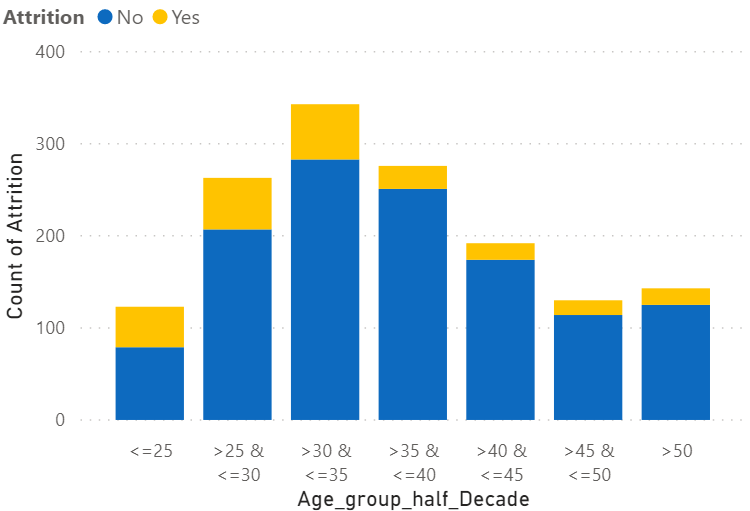 Attrition No Yes
400
300
200
100
0
Count of Attrition
<=25 >25 & >30 & >35 & >40 & >45 & >50
<=30 <=35 <=40 <=45 <=50
Age_group_half_Decade